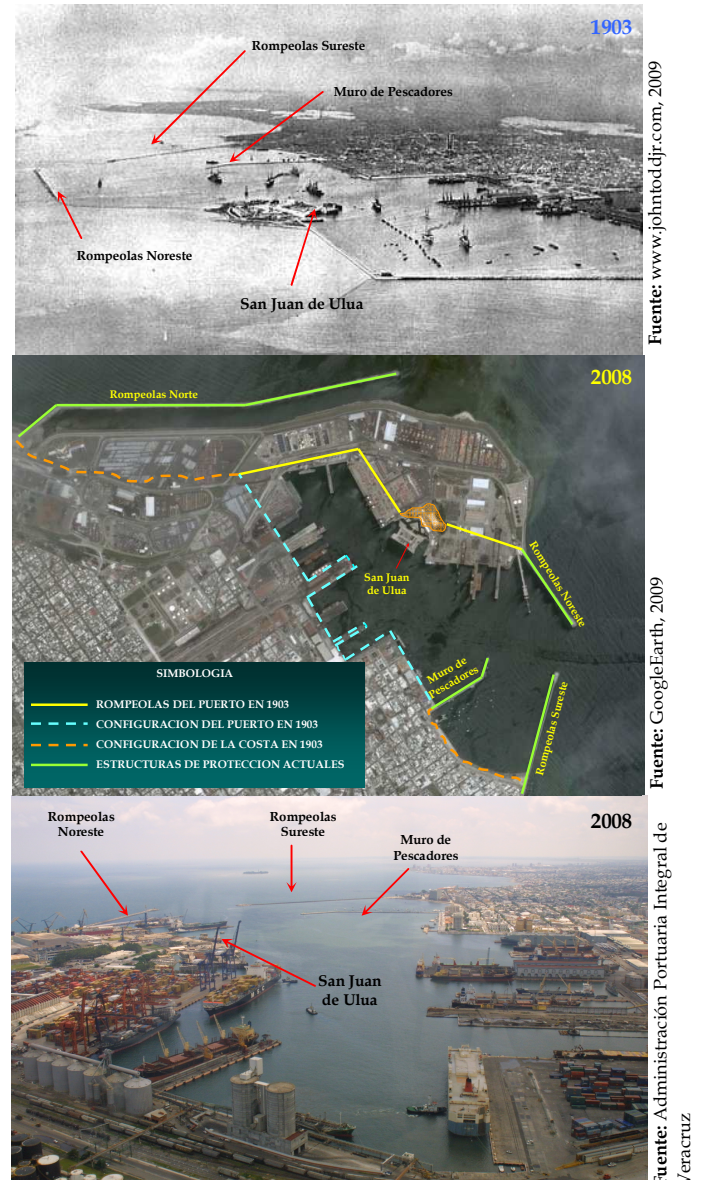 1903
Rompeolas Sureste
Muro de Pescadores
Rompeolas Noreste
San Juan de Ulua
Fuente: www.johntoddjr.com, 2009
2008
Rompeolas Norte
San Juan
de Ulua
Rompeolas Noreste
Muro de
Pescadores
Rompeolas Sureste
SIMBOLOGIA
ROMPEOLAS DEL PUERTO EN 1903
CONFIGURACION DEL PUERTO EN 1903
CONFIGURACION DE LA COSTA EN 1903
ESTRUCTURAS DE PROTECCION ACTUALES
Fuente: GoogleEarth, 2009
2008
Rompeolas
Noreste
Rompeolas
Sureste
Muro de
Pescadores
San Juan
de Ulua
Fuente: Administración Portuaria Integral de
Veracruz